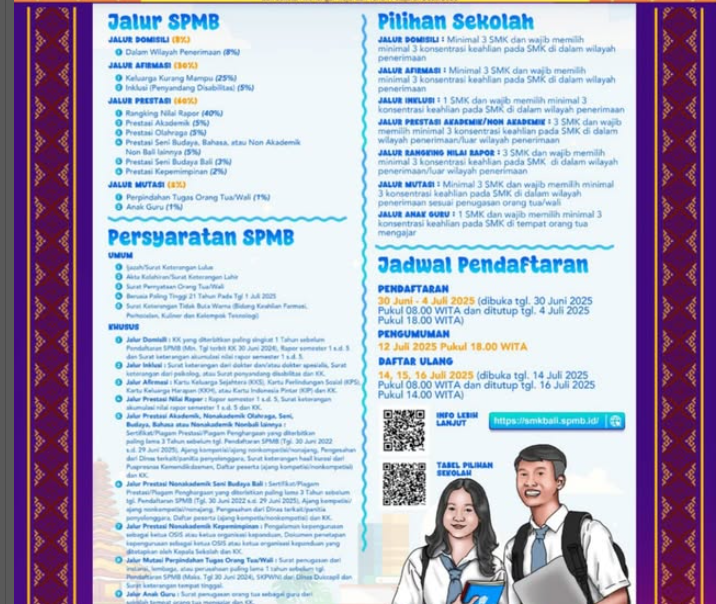 Jalur SPMB
JALUR DOMISILI (8%)
1 Dalam Wilayah Penerimaan (8%)
JALUR AFIRMASI (30%)
1 Keluarga Kurang Mampu (25%)
2 Inklusi (Penyandang Disabilitas) (5%)
JALUR PRESTASI (60%)
1 Rangking Nilai Rapor (40%)
2 Prestasi Akademik (5%)
3 Prestasi Olahraga (5%)
4 Prestasi Seni Budaya, Bahasa, atau Non Akademik
Non Bali lainnya (5%)
5 Prestasi Seni Budaya Bali (3%)
6 Prestasi Kepemimpinan (2%)
JALUR MUTASI (2%)
1 Perpindahan Tugas Orang Tua/Wali (1%)
2 Anak Guru (1%)
Persyaratan SPMB
UMUM
1 Ijazah/Surat Keterangan Lulus
2 Akta Kelahiran/Surat Keterangan Lahir
3 Surat Pernyataan Orang Tua/Wali
4 Berusia Paling Tinggi 21 Tahun Pada Tgl 1 Juli 2025
5 Surat Keterangan Tidak Buta Warna (Bidang Keahlian Farmasi,
Perhotelan, Kuliner dan Kelompok Teknologi)
KHUSUS
1 Jalur Domisili : KK yang diterbitkan paling singkat 1 Tahun sebelum
Pendaftaran SPMB (Min. Tgl terbit KK 30 Juni 2024), Rapor semester 1 s.d. 5
dan Surat keterangan akumulasi nilai rapor semester 1 s.d. 5.
2 Jalur Inklusi : Surat keterangan dari dokter dan/atau dokter spesialis, Surat
keterangan dari psikolog, atau Surat penyandang disabilitas dan KK.
3 Jalur Afirmasi : Kartu Keluarga Sejahtera (KKS), Kartu Perlindungan Sosial (KPS),
Kartu Keluarga Harapan (KKH), atau Kartu Indonesia Pintar (KIP) dan KK.
4 Jalur Prestasi Nilai Rapor : Rapor semester 1 s.d. 5, Surat keterangan
akumulasi nilai rapor semester 1 s.d. 5 dan KK.
5 Jalur Prestasi Akademik, Nonakademik Olahraga, Seni,
Budaya, Bahasa atau Nonakademik Nonbali lainnya :
Sertifikat/Piagam Prestasi/Piagam Penghargaan yang diterbitkan
paling lama 3 Tahun sebelum tgl. Pendaftaran SPMB (Tgl. 30 Juni 2022
s.d. 29 Juni 2025), Ajang kompetisi/ajang nonkompetisi/nonajang, Pengesahan
dari Dinas terkait/panitia penyelenggara, Surat keterangan hasil kurasi dari
Puspresnas Kemendikdasmen, Daftar peserta (ajang kompetisi/nonkompetisi)
dan KK.
6 Jalur Prestasi Nonakademik Seni Budaya Bali : Sertifikat/Piagam
Prestasi/Piagam Penghargaan yang diterbitkan paling lama 3 Tahun sebelum
tgl. Pendaftaran SPMB (Tgl. 30 Juni 2022 s.d. 29 Juni 2025), Ajang kompetisi/
ajang nonkompetisi/nonajang, Pengesahan dari Dinas terkait/panitia
penyelenggara, Daftar peserta (ajang kompetisi/nonkompetisi) dan KK.
7 Jalur Prestasi Nonakademik Kepemimpinan : Pengalaman kepengurusan
sebagai ketua OSIS atau ketua organisasi kepanduan, Dokumen penetapan
kepengurusan sebagai ketua OSIS atau ketua organisasi kepanduan yang
ditetapkan oleh Kepala Sekolah dan KK.
8 Jalur Mutasi Perpindahan Tugas Orang Tua/Wali : Surat penugasan dari
instansi, lembaga, atau perusahaan paling lama 1 tahun sebelum tgl.
Pendaftaran SPMB (Maks. Tgl 30 Juni 2024), SKPWNI dari Dinas Dukcapil dan
Surat keterangan tempat tinggal.
9 Jalur Anak Guru : Surat penugasan orang tua sebagai guru dari
Pilihan Sekolah
JALUR DOMISILI : Minimal 3 SMK dan wajib memilih
minimal 3 konsentrasi keahlian pada SMK di dalam wilayah
penerimaan
JALUR AFIRMASI : Minimal 3 SMK dan wajib memilih
minimal 3 konsentrasi keahlian pada SMK di dalam wilayah
penerimaan
JALUR INKLUSI : 1 SMK dan wajib memilih minimal 3
konsentrasi keahlian pada SMK di dalam wilayah penerimaan
JALUR PRESTASI AKADEMIK/NON AKADEMIK : 3 SMK dan wajib
memilih minimal 3 konsentrasi keahlian pada SMK di dalam
wilayah penerimaan/luar wilayah penerimaan
JALUR RANGKING NILAI RAPOR : 3 SMK dan wajib memilih
minimal 3 konsentrasi keahlian pada SMK di dalam wilayah
penerimaan/luar wilayah penerimaan
JALUR MUTASI : Minimal 3 SMK dan wajib memilih minimal
3 konsentrasi keahlian pada SMK di dalam wilayah
penerimaan sesuai penugasan orang tua/wali
JALUR ANAK GURU : 1 SMK dan wajib memilih minimal 3
konsentrasi keahlian pada SMK di tempat orang tua
mengajar
Jadwal Pendaftaran
PENDAFTARAN
30 Juni - 4 Juli 2025 (dibuka tgl. 30 Juni 2025
Pukul 08.00 WITA dan ditutup tgl. 4 Juli 2025
Pukul 18.00 WITA)
PENGUMUMAN
12 Juli 2025 Pukul 18.00 WITA
DAFTAR ULANG
14, 15, 16 Juli 2025 (dibuka tgl. 14 Juli 2025
Pukul 08.00 WITA dan ditutup tgl. 16 Juli 2025
Pukul 14.00 WITA)
INFO LEBIH
LANJUT
https://smkbali.spmb.id/
TABEL PILIHAN
SEKOLAH